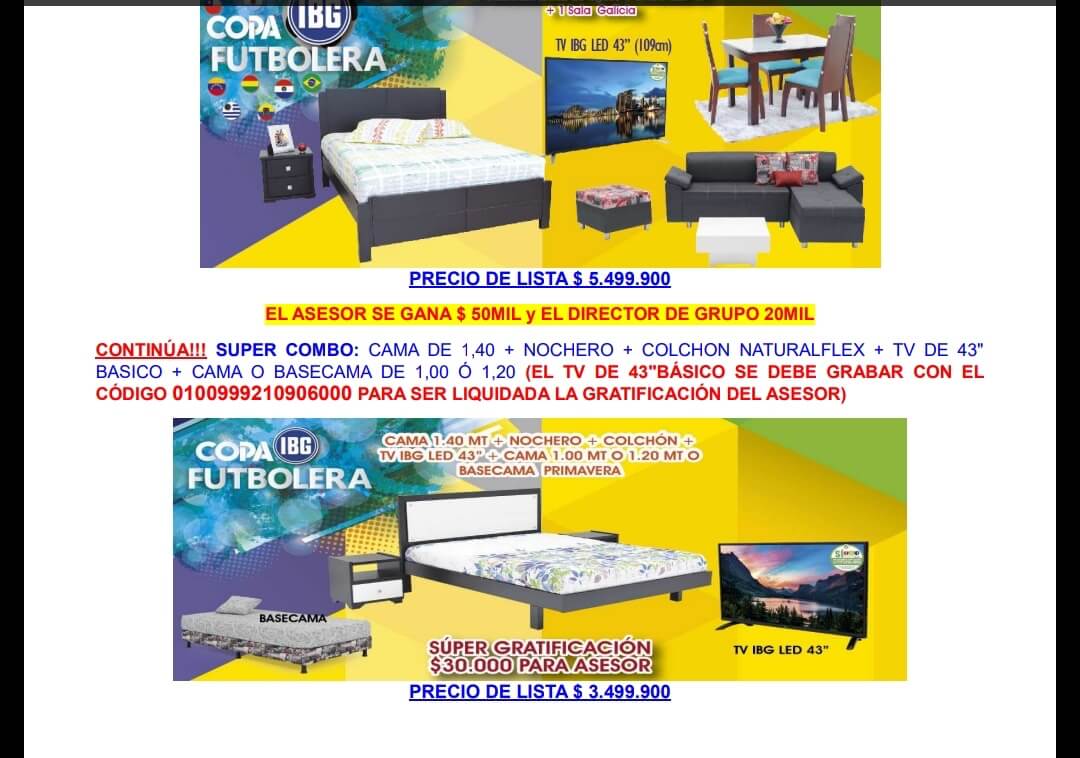 + 1 Sala Galicia
COPA IBG
FUTBOLERA
TV IBG LED 43" (109cm)
PRECIO DE LISTA $ 5.499.900
EL ASESOR SE GANA $ 50MIL y EL DIRECTOR DE GRUPO 20MIL
CONTINÚA!!! SUPER COMBO: CAMA DE 1,40 + NOCHERO + COLCHON NATURALFLEX + TV DE 43"
BASICO + CAMA O BASECAMA DE 1,00 Ó 1,20 (EL TV DE 43"BÁSICO SE DEBE GRABAR CON EL
CÓDIGO 0100999210906000 PARA SER LIQUIDADA LA GRATIFICACIÓN DEL ASESOR)
COPA IBG
FUTBOLERA
CAMA 1.40 MT + NOCHERO + COLCHÓN +
TV IBG LED 43" + CAMA 1.00 MT O 1.20 MT O
BASECAMA PRIMAVERA
BASECAMA
SÚPER GRATIFICACIÓN
$30.000 PARA ASESOR
TV IBG LED 43"
PRECIO DE LISTA $ 3.499.900